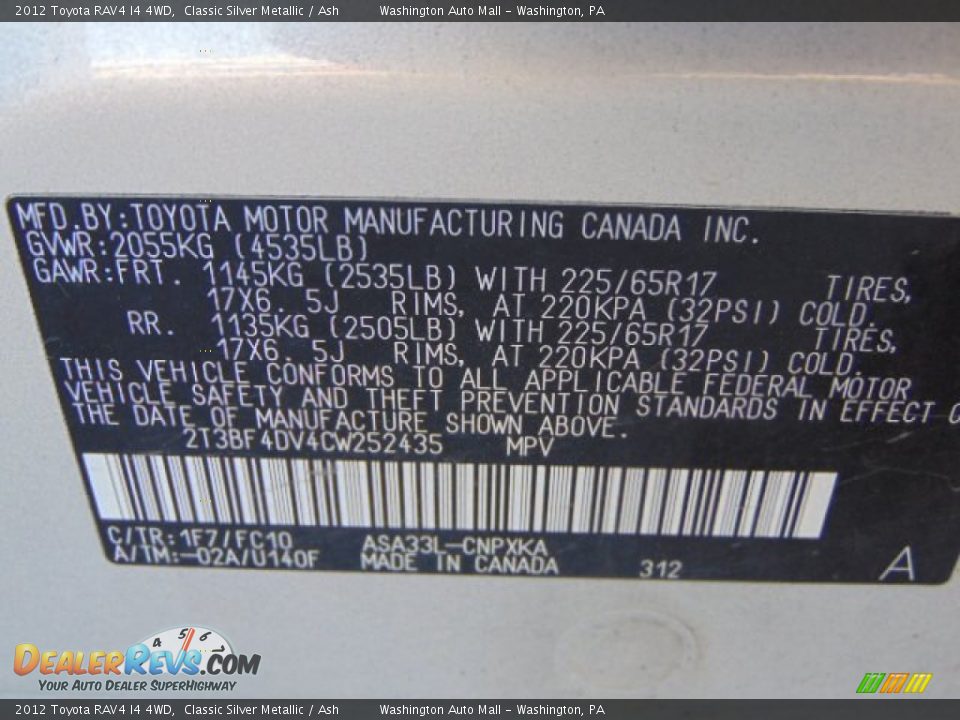 2012 Toyota RAV4 I4 4WD, Classic Silver Metallic / Ash Washington Auto Mall - Washington, PA
MFD.BY:TOYOTA MOTOR MANUFACTURING CANADA INC.
GVWR:2055KG (4535LB)
GAWR:FRT. 1145KG (2535LB) WITH 225/65R17 TIRES,
17X6.5J RIMS, AT 220KPA (32PSI) COLD.
RR. 1135KG (2505LB) WITH 225/65R17 TIRES,
17X6.5J RIMS, AT 220KPA (32PSI) COLD.
THIS VEHICLE CONFORMS TO ALL APPLICABLE FEDERAL MOTOR
VEHICLE SAFETY AND THEFT PREVENTION STANDARDS IN EFFECT
THE DATE OF MANUFACTURE SHOWN ABOVE.
2T3BF4DV4CW252435 MPV
C/TR:1F7/FC10 ASA33L-CNPXKA
A/TM:-02A/U140F MADE IN CANADA 312 A
4 5 6
DealerRevs.com
Your Auto Dealer SuperHighway
2012 Toyota RAV4 I4 4WD, Classic Silver Metallic / Ash Washington Auto Mall - Washington, PA